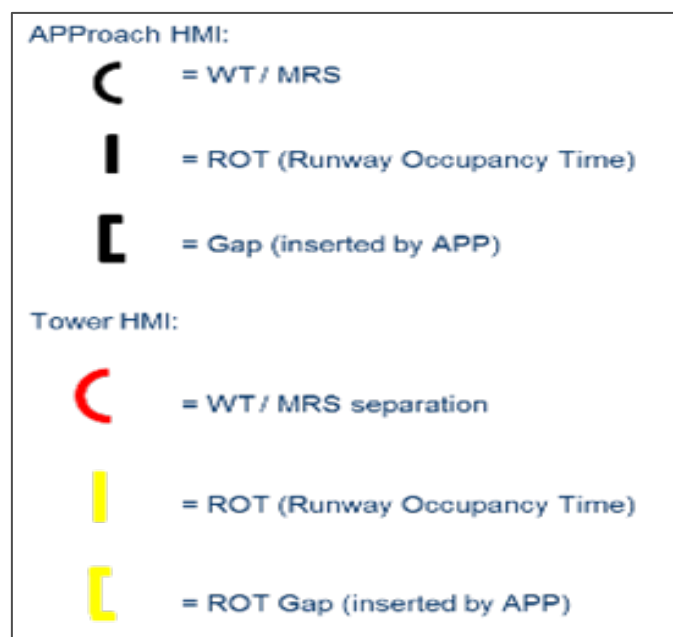 APProach HMI:
= WT / MRS
= ROT (Runway Occupancy Time)
= Gap (inserted by APP)
Tower HMI:
= WT / MRS separation
= ROT (Runway Occupancy Time)
= ROT Gap (inserted by APP)